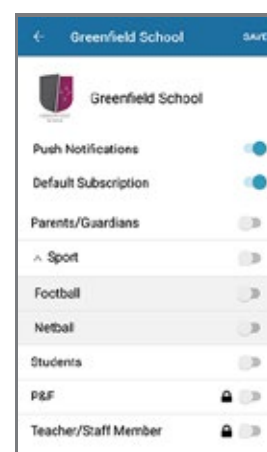 Greenfield School
SAVE
Greenfield School
Push Notifications
Default Subscription
Parents/Guardians
Sport
Football
Netball
Students
P&F
Teacher/Staff Member